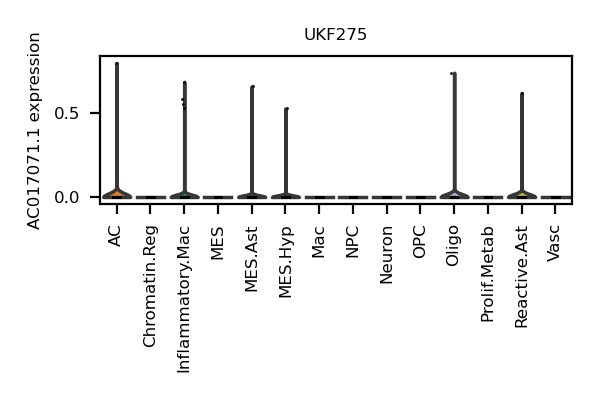 UKF275
AC017071.1 expression
0.5
0.0
AC
Chromatin.Reg
Inflammatory.Mac
MES
MES.Ast
MES.Hyp
Mac
NPC
Neuron
OPC
Oligo
Prolif.Metab
Reactive.Ast
Vasc